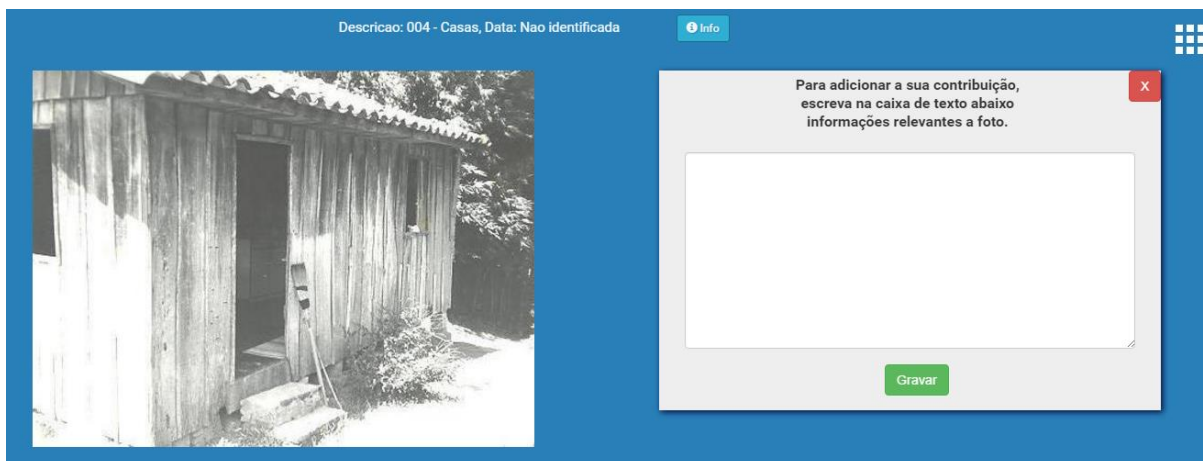 Descricao: 004 - Casas, Data: Nao identificada
Info
X
Para adicionar a sua contribuição,
escreva na caixa de texto abaixo
informações relevantes a foto.
Gravar